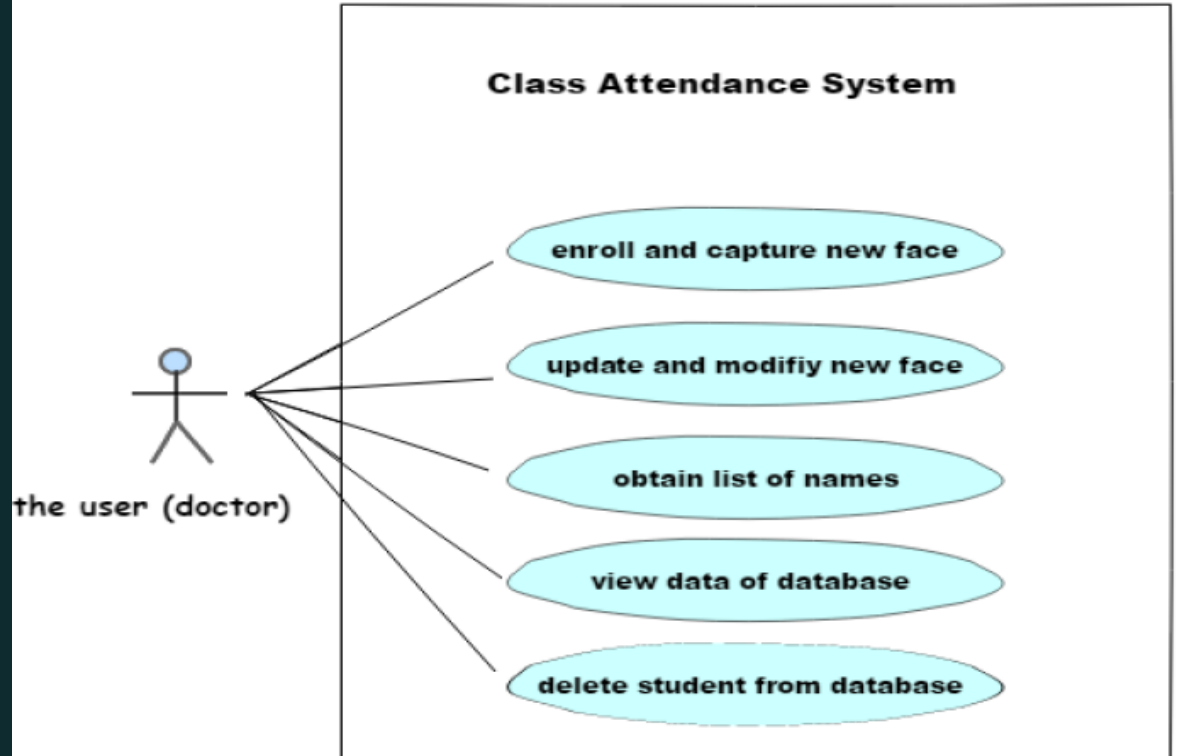 Class Attendance System
enroll and capture new face
update and modifiy new face
obtain list of names
the user (doctor)
view data of database
delete student from database